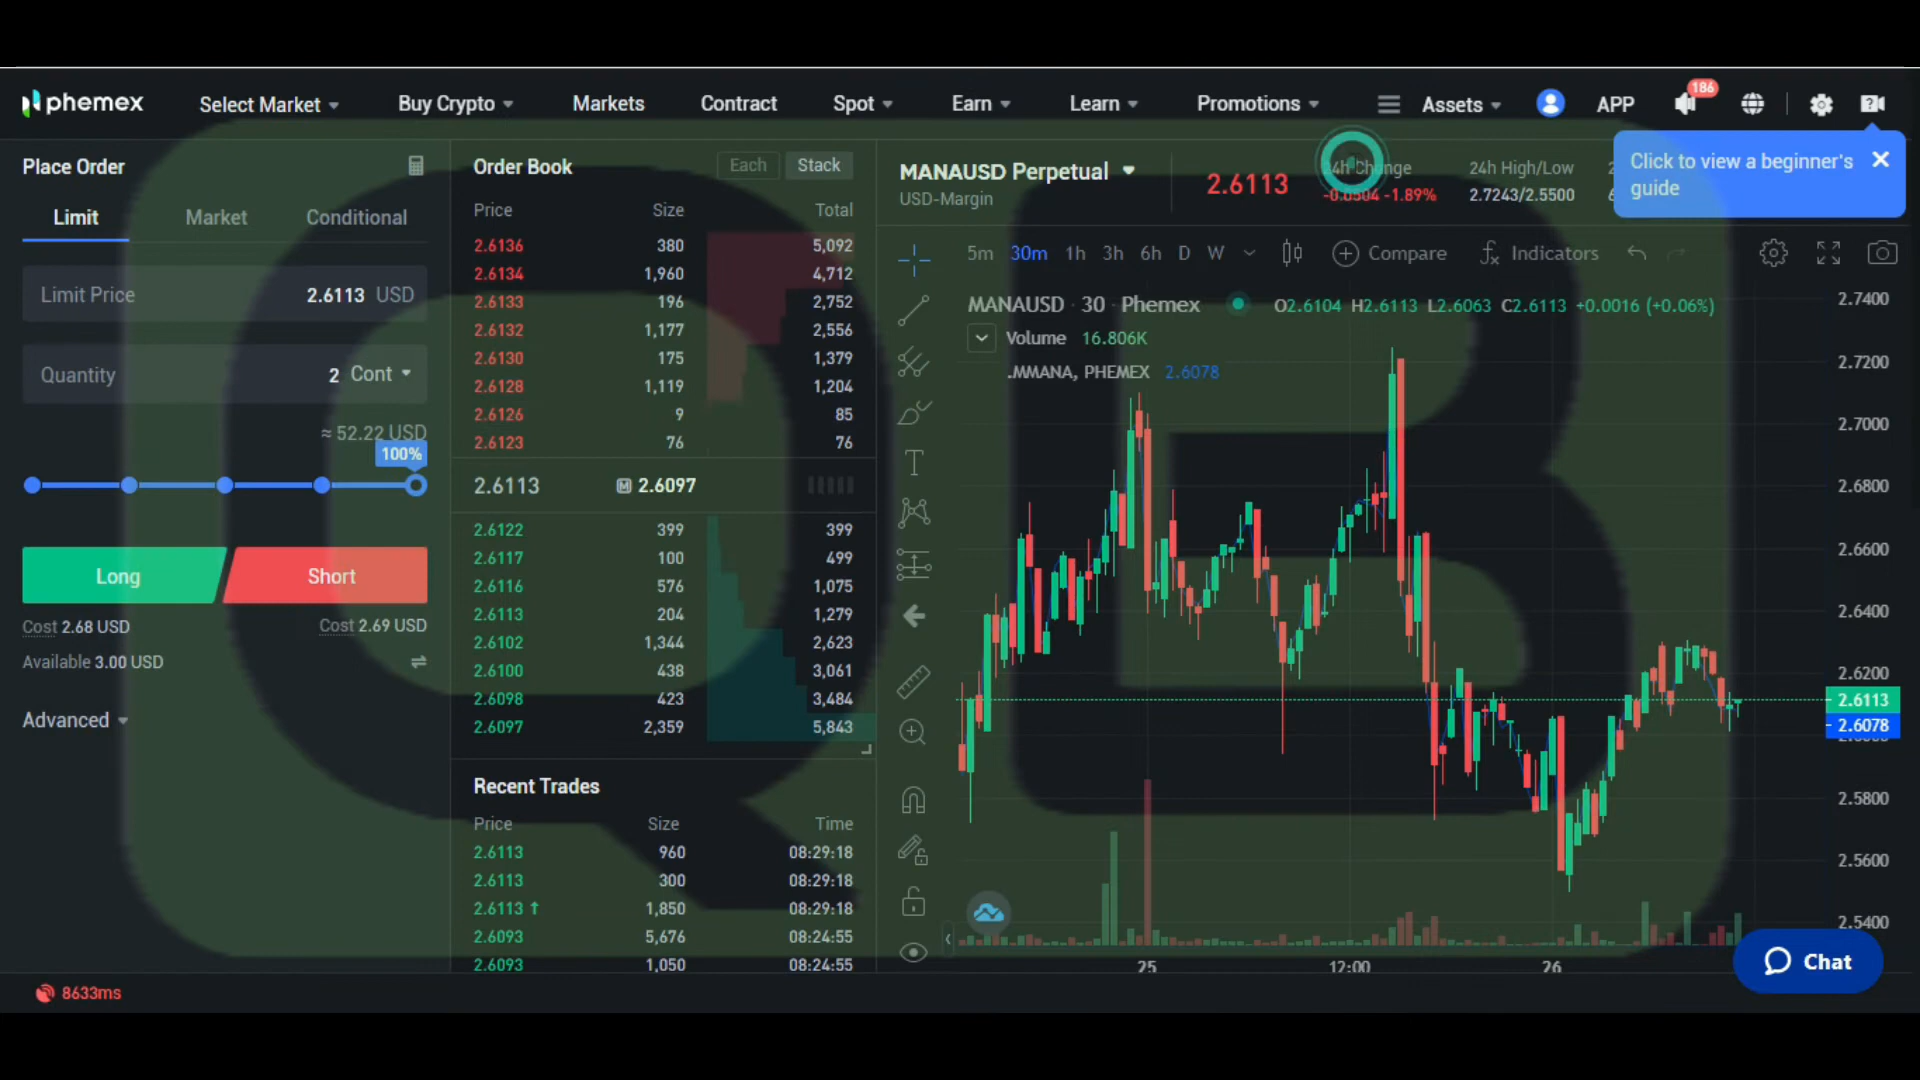 phemex
Select Market
Buy Crypto
Markets
Contract
Spot
Earn
Learn
Promotions
Assets
APP
186
Click to view a beginner's
guide
Place Order
Limit
Market
Conditional
Limit Price 2.6113 USD
Quantity 2 Cont
≈ 52.22 USD
100%
Long
Short
Cost 2.68 USD
Cost 2.69 USD
Available 3.00 USD
Advanced
Order Book
Each
Stack
Price Size Total
2.6136 380 5,092
2.6134 1,960 4,712
2.6133 196 2,752
2.6132 1,177 2,556
2.6130 175 1,379
2.6128 1,119 1,204
2.6126 9 85
2.6123 76 76
2.6113 M 2.6097
2.6122 399 399
2.6117 100 499
2.6116 576 1,075
2.6113 204 1,279
2.6102 1,344 2,623
2.6100 438 3,061
2.6098 423 3,484
2.6097 2,359 5,843
Recent Trades
Price Size Time
2.6113 960 08:29:18
2.6113 300 08:29:18
2.6113 ↑ 1,850 08:29:18
2.6093 5,676 08:24:55
2.6093 1,050 08:24:55
MANAUSD Perpetual
USD-Margin
2.6113
24h Change
-0.0504 -1.89%
24h High/Low
2.7243/2.5500
5m 30m 1h 3h 6h D W
Compare
Indicators
MANAUSD · 30 · Phemex
O2.6104 H2.6113 L2.6063 C2.6113 +0.0016 (+0.06%)
Volume 16.806K
.MMANA, PHEMEX 2.6078
2.7400
2.7200
2.7000
2.6800
2.6600
2.6400
2.6200
2.6113
2.6078
2.5800
2.5600
2.5400
25 12:00 26
Chat
8633ms